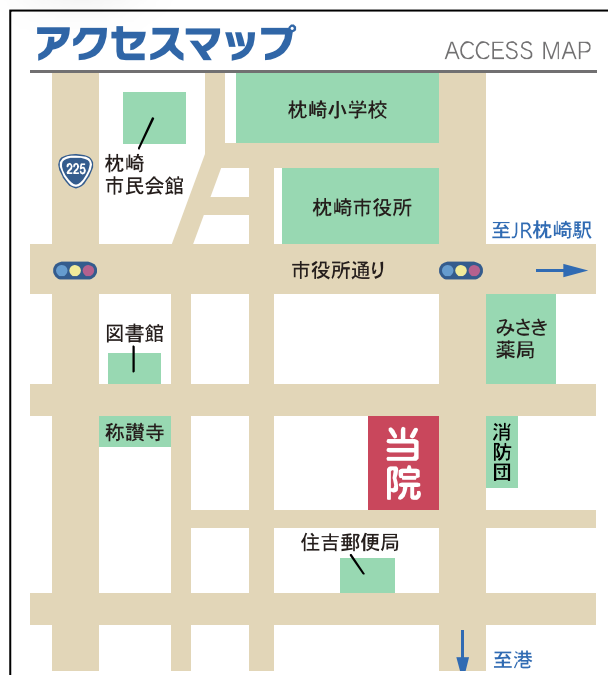 アクセスマップ
ACCESS MAP
枕崎小学校
225
枕崎
市民会館
枕崎市役所
至JR枕崎駅
市役所通り
みさき
薬局
図書館
称讃寺
当院
消防団
住吉郵便局
至港